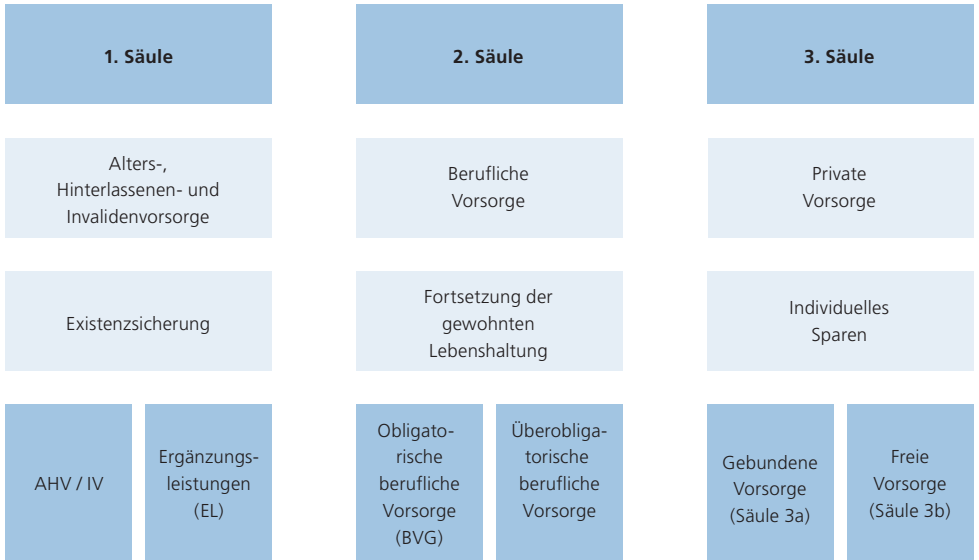 1. Säule
2. Säule
3. Säule
Alters-,
Hinterlassenen- und
Invalidenvorsorge
Berufliche
Vorsorge
Private
Vorsorge
Existenzsicherung
Fortsetzung der
gewohnten
Lebenshaltung
Individuelles
Sparen
AHV / IV
Ergänzungs-
leistungen
(EL)
Obligato-
rische
berufliche
Vorsorge
(BVG)
Überobliga-
torische
berufliche
Vorsorge
Gebundene
Vorsorge
(Säule 3a)
Freie
Vorsorge
(Säule 3b)